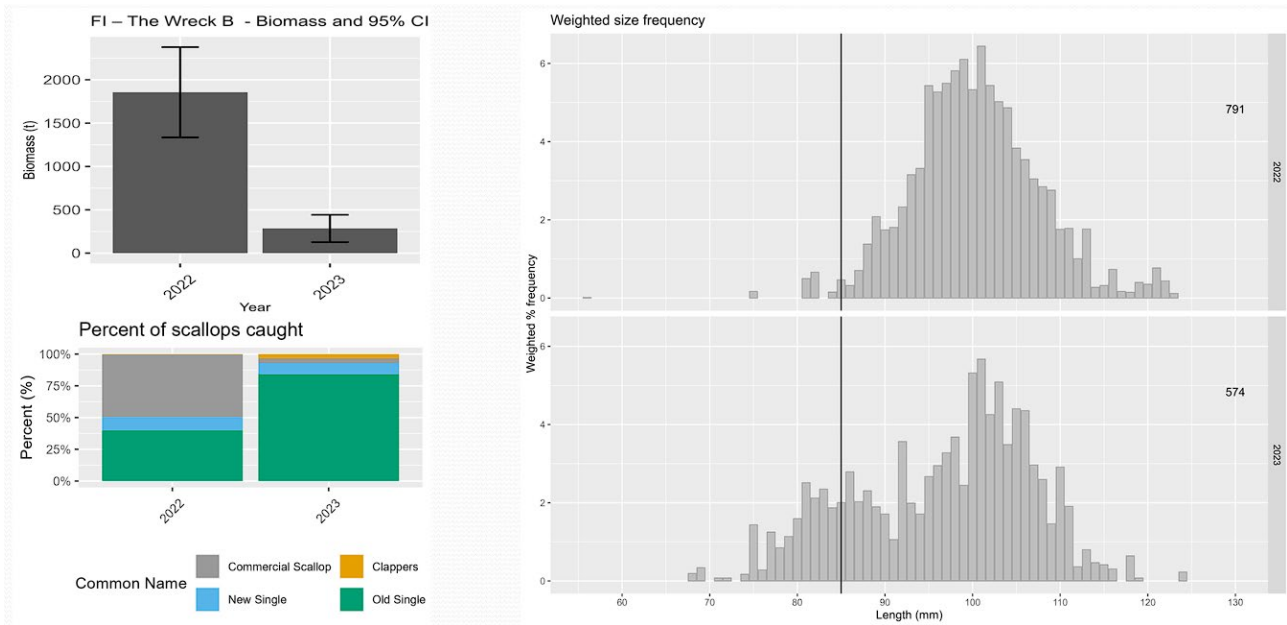 FI – The Wreck B - Biomass and 95% CI
Biomass (t)
2000
1500
1000
500
0
2022
2023
Year
Percent of scallops caught
Percent (%)
100%
75%
50%
25%
0%
2022
2023
Common Name
Commercial Scallop
Clappers
New Single
Old Single
Weighted size frequency
Weighted % frequency
6
4
2
0
791
2022
6
4
2
0
574
2023
60
70
80
90
100
110
120
130
Length (mm)